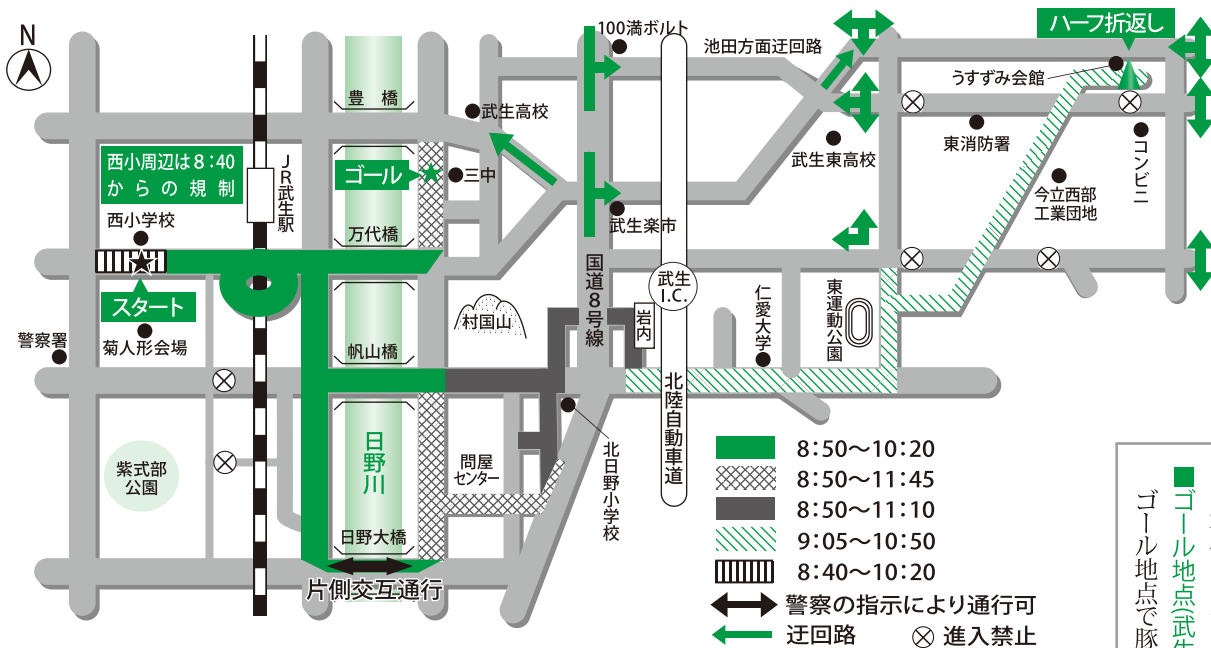 N
100満ボルト
池田方面迂回路
ハーフ折返し
うすずみ会館
豊橋
武生高校
西小周辺は8:40
からの規制
JR武生駅
ゴール
三中
武生東高校
東消防署
コンビニ
今立西部
工業団地
西小学校
万代橋
武生楽市
スタート
国道8号線
武生
I.C.
村国山
岩内
仁愛大学
東運動公園
警察署
菊人形会場
帆山橋
北陸自動車道
日野川
紫式部
公園
問屋
センター
北日野小学校
日野大橋
片側交互通行
8:50〜10:20
8:50〜11:45
8:50〜11:10
9:05〜10:50
8:40〜10:20
警察の指示により通行可
迂回路
進入禁止
■ゴール地点(武生
ゴール地点で豚